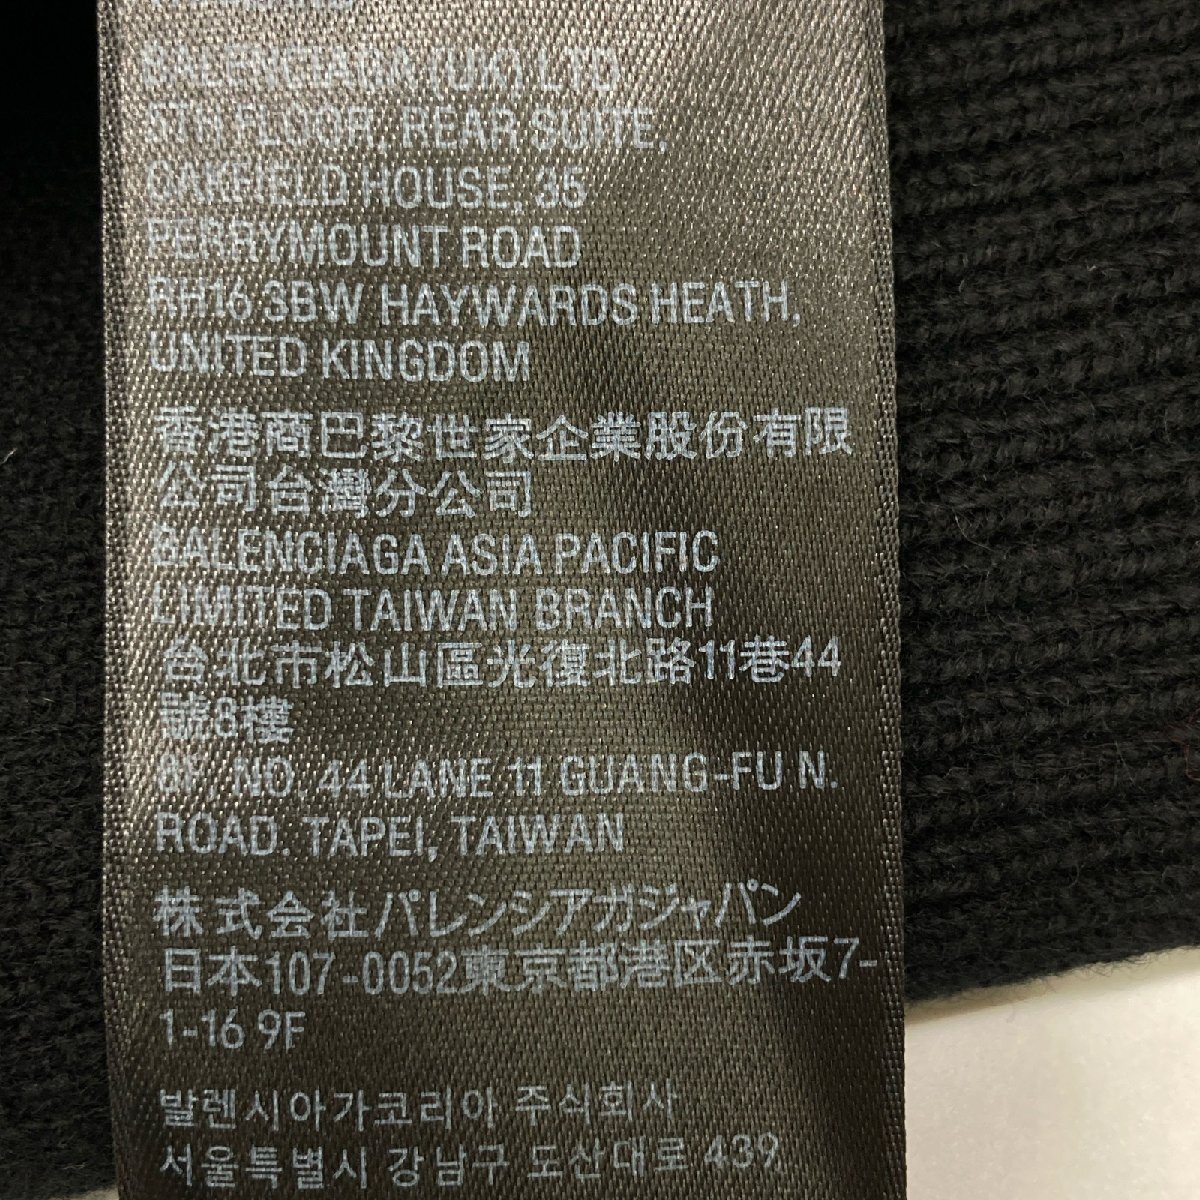 BALENCIAGA (UK) LTD.
5TH FLOOR, REAR SUITE,
OAKFIELD HOUSE, 35
PERRYMOUNT ROAD
RH16 3BW HAYWARDS HEATH,
UNITED KINGDOM
香港商巴黎世家企業股份有限
公司台灣分公司
BALENCIAGA ASIA PACIFIC
LIMITED TAIWAN BRANCH
台北市松山區光復北路11巷44
號8樓
8F, NO. 44 LANE 11 GUANG-FU N.
ROAD. TAPEI, TAIWAN
株式会社バレンシアガジャパン
日本107-0052東京都港区赤坂7-
1-16 9F
발렌시아가코리아 주식회사
서울특별시 강남구 도산대로 439,